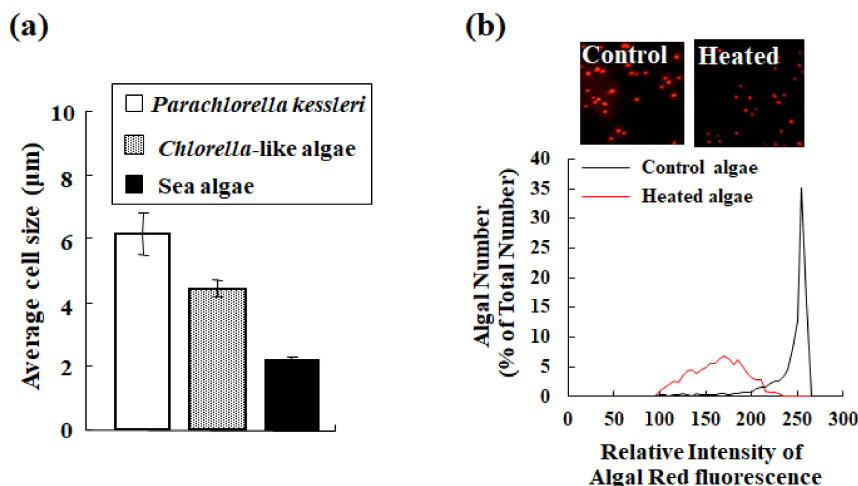 (a)
10
8
6
4
2
0
Average cell size (μm)
Parachlorella kessleri
Chlorella-like algae
Sea algae
(b)
Control
Heated
40
35
30
25
20
15
10
5
0
Algal Number
(% of Total Number)
Control algae
Heated algae
0 50 100 150 200 250 300
Relative Intensity of
Algal Red fluorescence